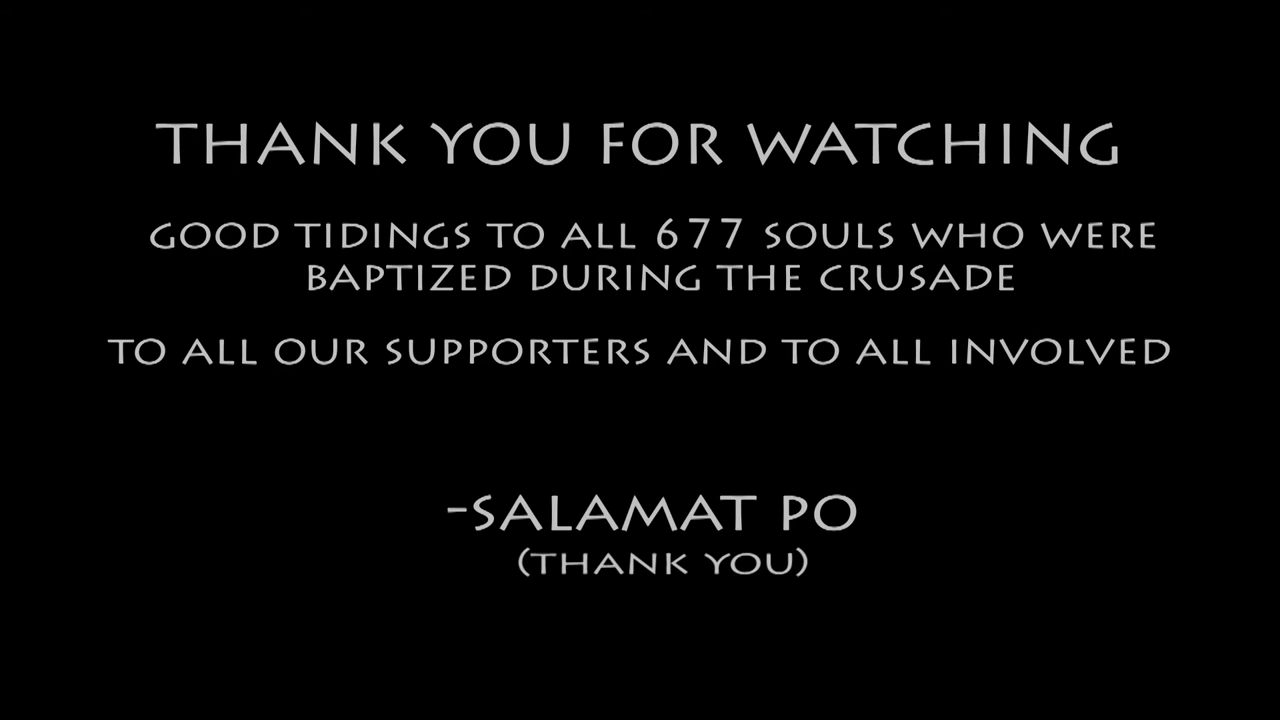 THANK YOU FOR WATCHING
GOOD TIDINGS TO ALL 677 SOULS WHO WERE
BAPTIZED DURING THE CRUSADE
TO ALL OUR SUPPORTERS AND TO ALL INVOLVED
-SALAMAT PO
(THANK YOU)